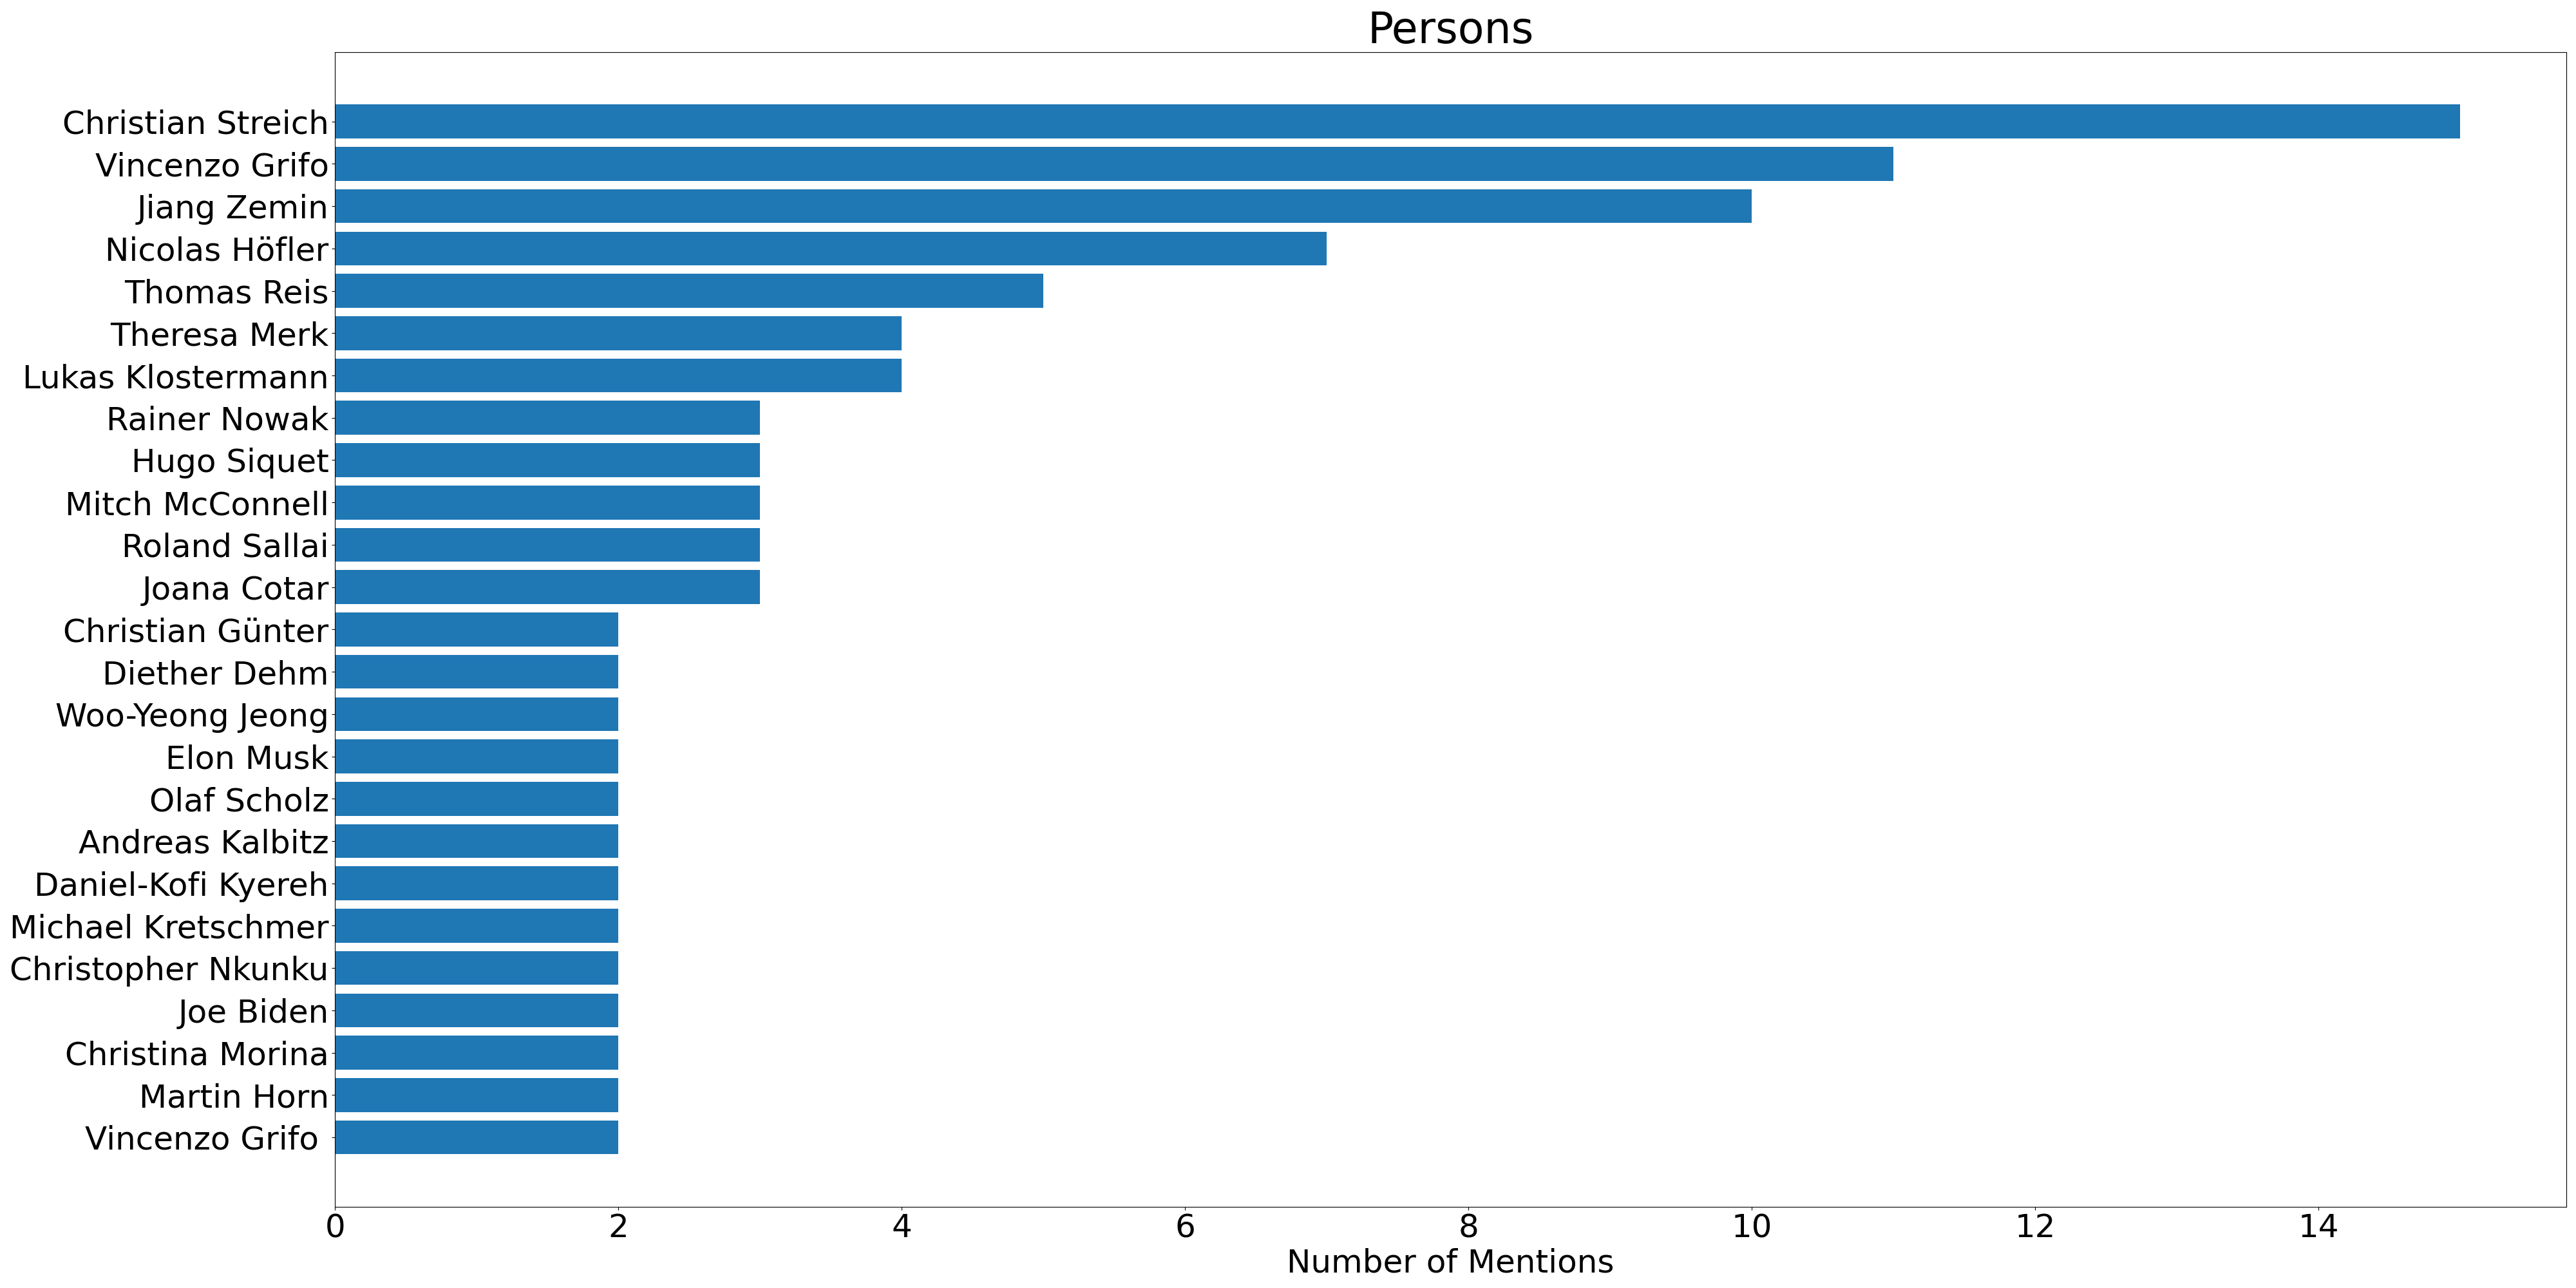 Persons
Christian Streich
Vincenzo Grifo
Jiang Zemin
Nicolas Höfler
Thomas Reis
Theresa Merk
Lukas Klostermann
Rainer Nowak
Hugo Siquet
Mitch McConnell
Roland Sallai
Joana Cotar
Christian Günter
Diether Dehm
Woo-Yeong Jeong
Elon Musk
Olaf Scholz
Andreas Kalbitz
Daniel-Kofi Kyereh
Michael Kretschmer
Christopher Nkunku
Joe Biden
Christina Morina
Martin Horn
Vincenzo Grifo
0 2 4 6 8 10 12 14
Number of Mentions